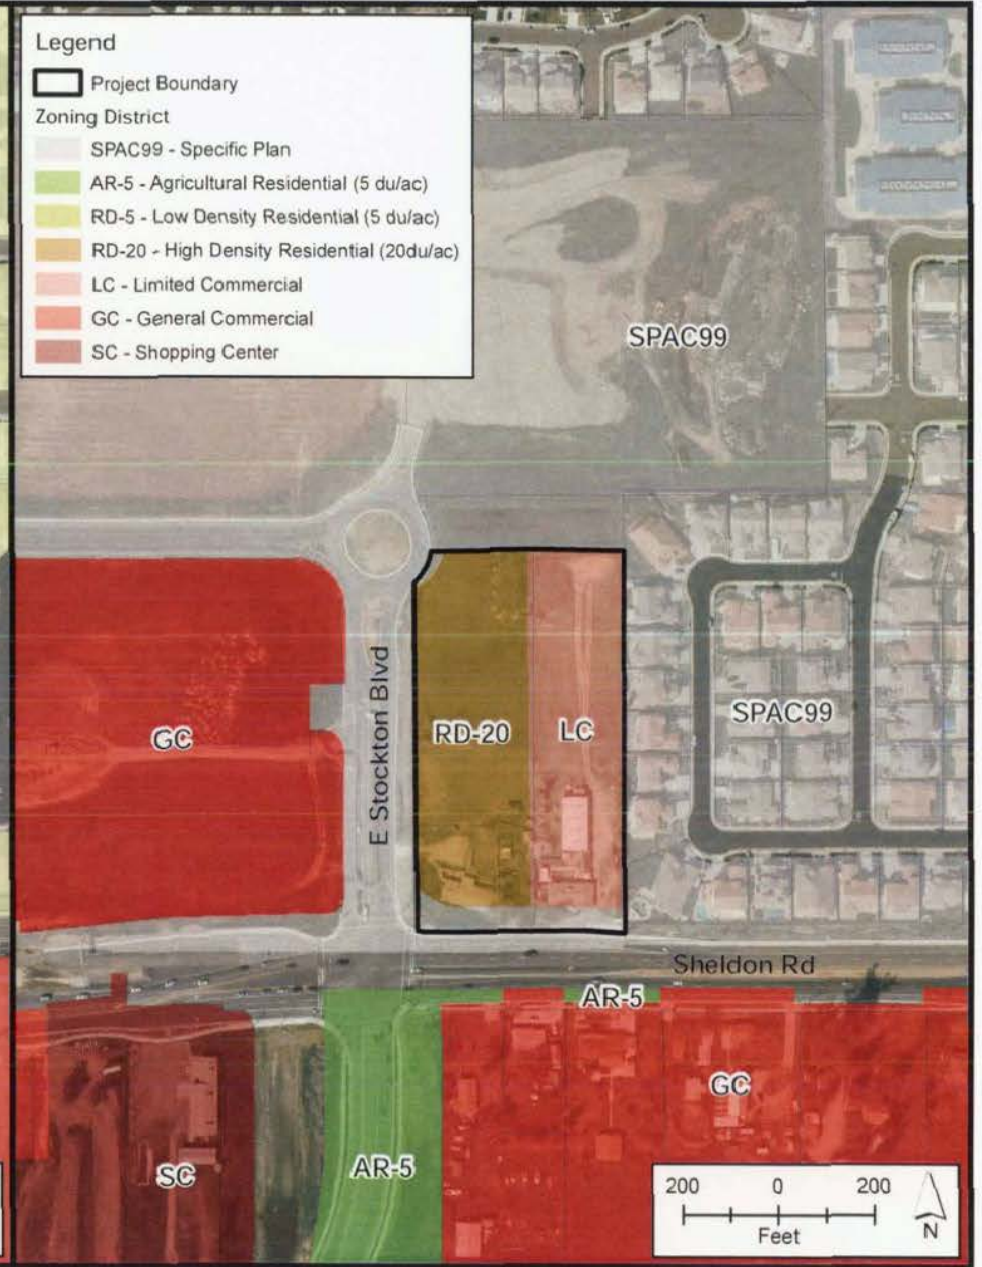 Legend
Project Boundary
Zoning District
SPAC99 - Specific Plan
AR-5 - Agricultural Residential (5 du/ac)
RD-5 - Low Density Residential (5 du/ac)
RD-20 - High Density Residential (20du/ac)
LC - Limited Commercial
GC - General Commercial
SC - Shopping Center
SPAC99
GC
E Stockton Blvd
RD-20
LC
SPAC99
Sheldon Rd
AR-5
GC
SC
AR-5
200 0 200
Feet
N